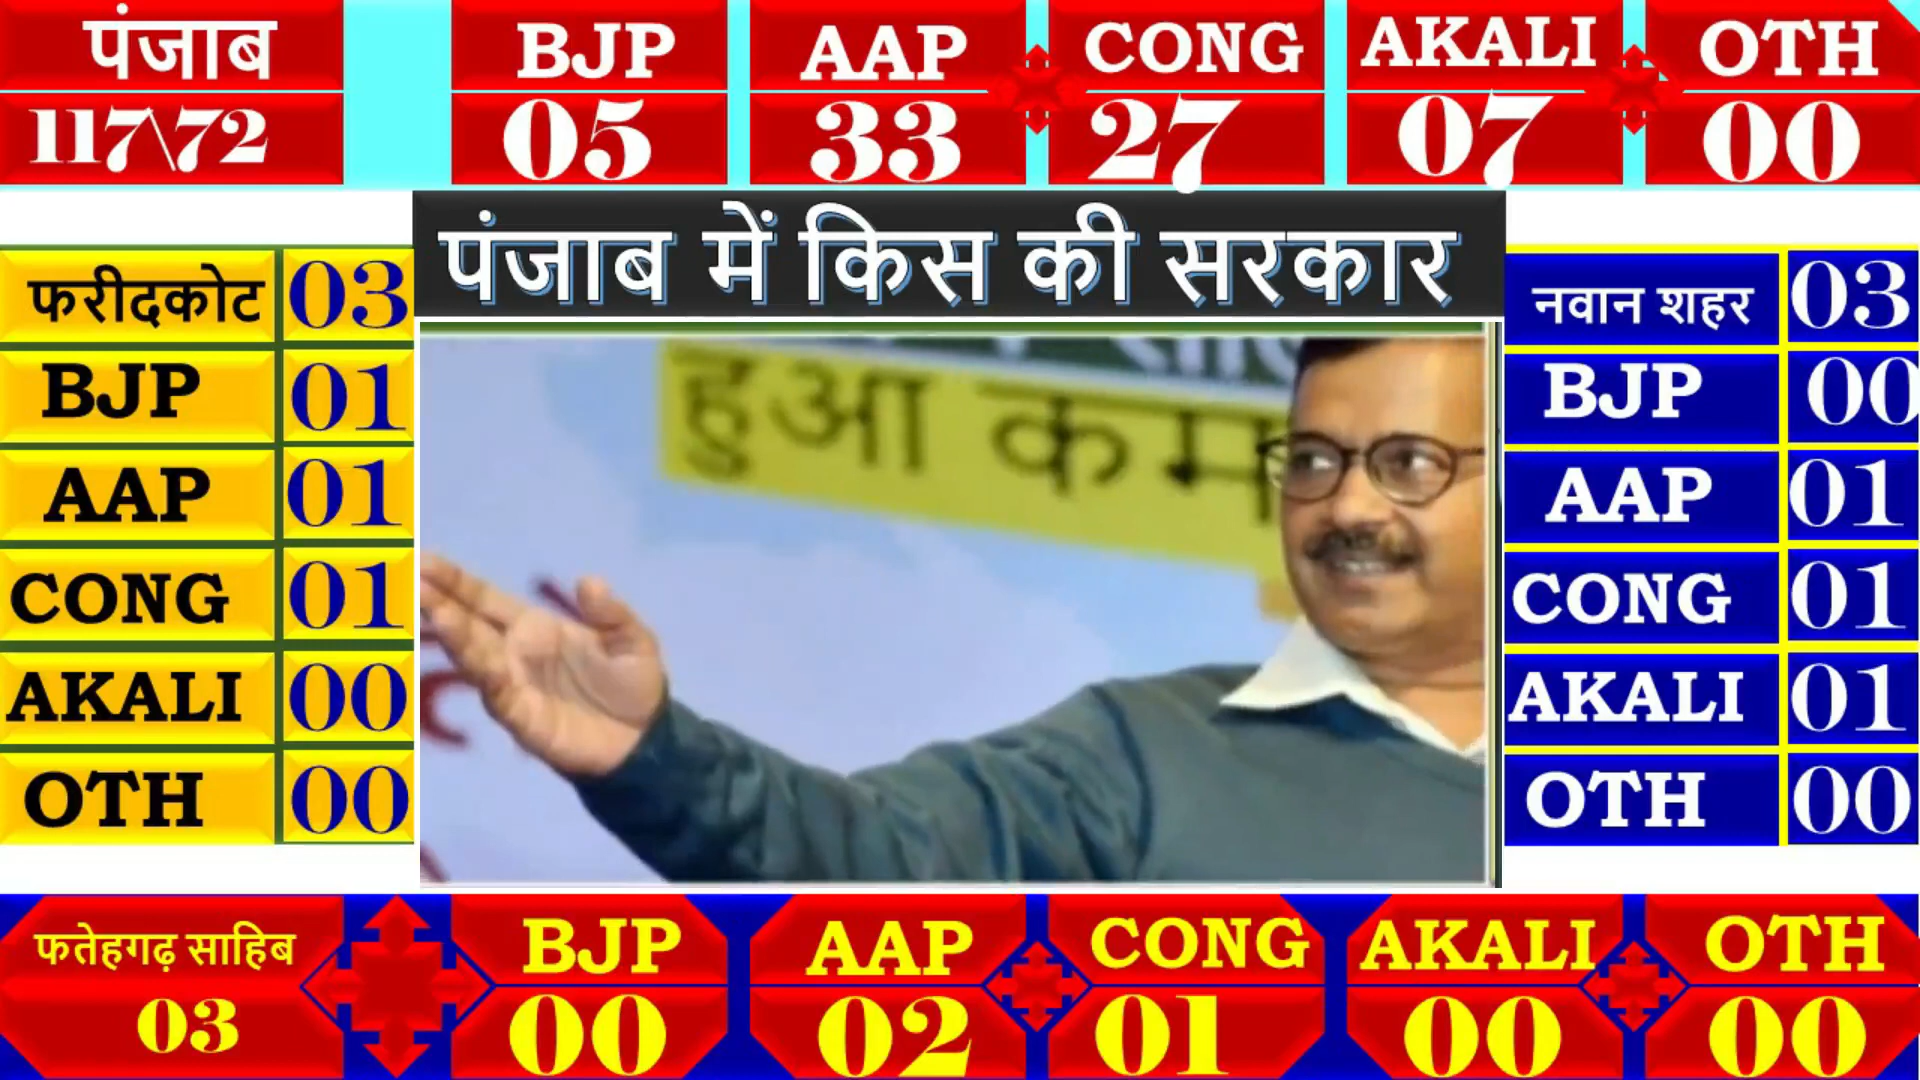 पंजाब BJP AAP CONG AKALI OTH
117\72 05 33 27 07 00
पंजाब में किस की सरकार
फरीदकोट 03
BJP 01
AAP 01
CONG 01
AKALI 00
OTH 00
हुआ कम
नवान शहर 03
BJP 00
AAP 01
CONG 01
AKALI 01
OTH 00
फतेहगढ़ साहिब BJP AAP CONG AKALI OTH
03 00 02 01 00 00